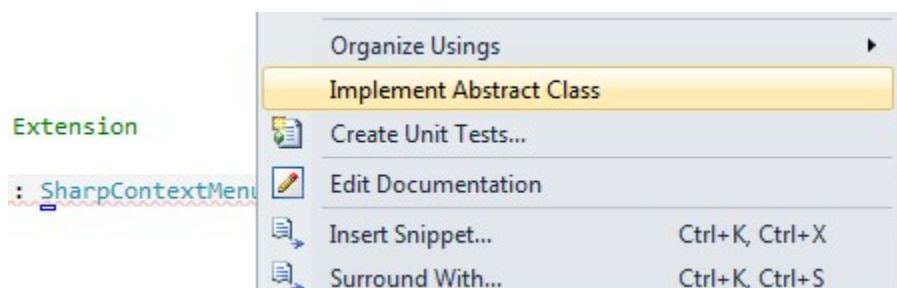 Organize Usings
Implement Abstract Class
Extension
Create Unit Tests...
: SharpContextMenu
Edit Documentation
Insert Snippet... Ctrl+K, Ctrl+X
Surround With... Ctrl+K, Ctrl+S